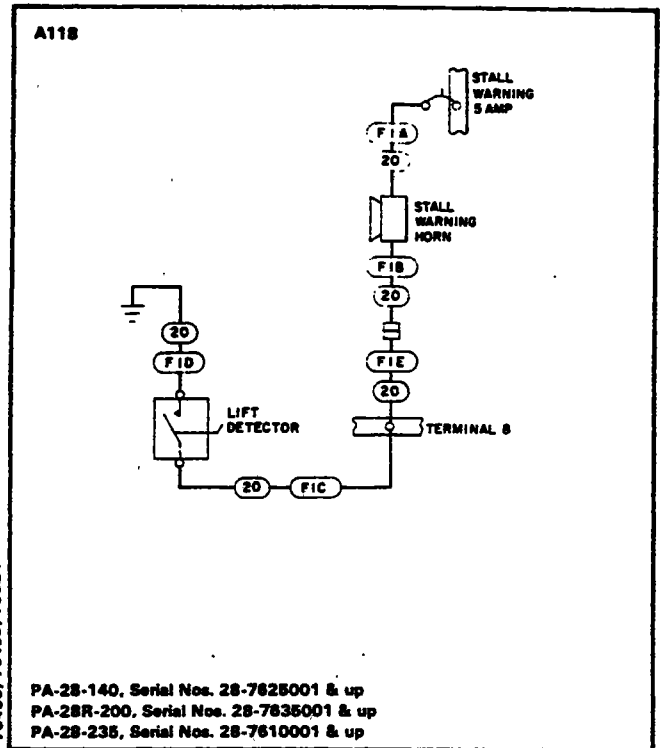 A118
STALL
WARNING
5 AMP
F1A
20
STALL
WARNING
HORN
F1B
20
20
F1D
F1E
20
LIFT
DETECTOR
TERMINAL 8
20
F1C
PA-28-140, Serial Nos. 28-7625001 & up
PA-28R-200, Serial Nos. 28-7635001 & up
PA-28-235, Serial Nos. 28-7610001 & up